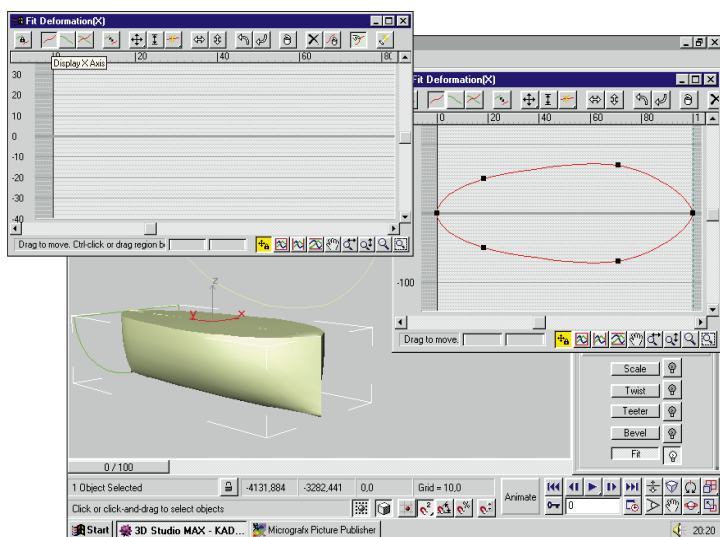 Fit Deformation(X)
Display X Axis
0 |20 |40 |60
30
20
10
0
-10
-20
-30
-40
Drag to move. Ctrl-click or drag region b
Fit Deformation(X)
|0 |20 |40 |60 |80 |1
-100
Drag to move.
z
y x
Scale
Twist
Teeter
Bevel
Fit
0 / 100
1 Object Selected -4131,884 -3282,441 0,0 Grid = 10,0
Click or click-and-drag to select objects
Animate
0
Start 3D Studio MAX - KAD... Micrografx Picture Publisher 20:20